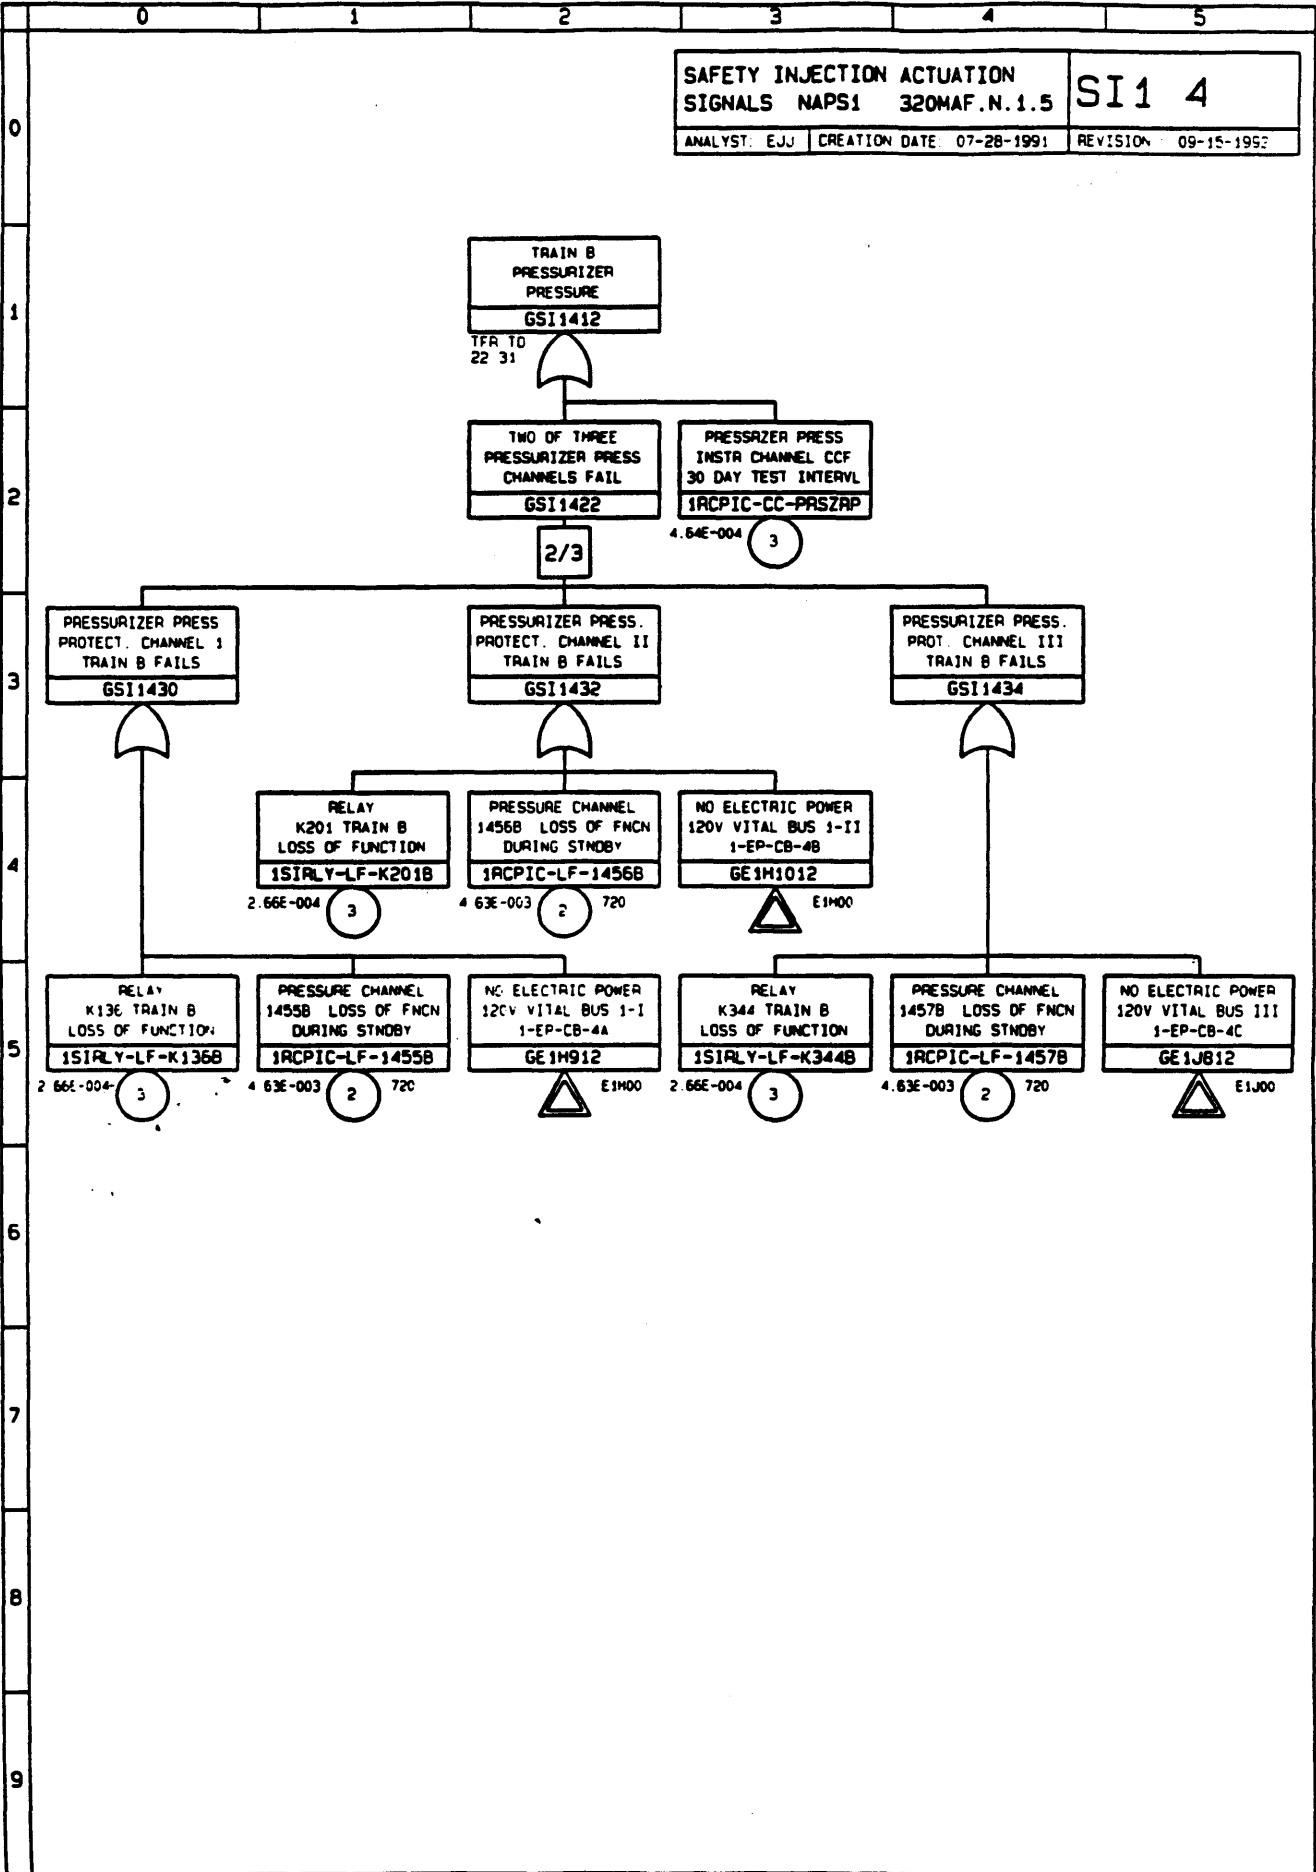 0 1 2 3 4 5
SAFETY INJECTION ACTUATION
SIGNALS NAPS1 320MAF.N.1.5
SI1 4
ANALYST: EJJ
CREATION DATE: 07-28-1991
REVISION 09-15-1993
0
TRAIN B
PRESSURIZER
PRESSURE
GSI1412
1
TFR TO
22 31
TWO OF THREE
PRESSURIZER PRESS
CHANNELS FAIL
GSI1422
2/3
PRESSRZER PRESS
INSTR CHANNEL CCF
30 DAY TEST INTERVL
1RCPIC-CC-PRSZRP
4.64E-004 3
2
PRESSURIZER PRESS
PROTECT. CHANNEL 1
TRAIN B FAILS
GSI1430
PRESSURIZER PRESS.
PROTECT. CHANNEL II
TRAIN B FAILS
GSI1432
PRESSURIZER PRESS.
PROT. CHANNEL III
TRAIN B FAILS
GSI1434
3
RELAY
K201 TRAIN B
LOSS OF FUNCTION
1SIRLY-LF-K201B
2.66E-004 3
PRESSURE CHANNEL
1456B LOSS OF FNCN
DURING STNDBY
1RCPIC-LF-1456B
4 63E-003 2 720
NO ELECTRIC POWER
120V VITAL BUS 1-II
1-EP-CB-4B
GE1H1012
E1H00
4
RELAY
K136 TRAIN B
LOSS OF FUNCTION
1SIRLY-LF-K136B
2 66E-004 3
PRESSURE CHANNEL
1455B LOSS OF FNCN
DURING STNDBY
1RCPIC-LF-1455B
4 63E-003 2 720
NO ELECTRIC POWER
120V VITAL BUS 1-I
1-EP-CB-4A
GE1H912
E1H00
RELAY
K344 TRAIN B
LOSS OF FUNCTION
1SIRLY-LF-K344B
2.66E-004 3
PRESSURE CHANNEL
1457B LOSS OF FNCN
DURING STNDBY
1RCPIC-LF-1457B
4.63E-003 2 720
NO ELECTRIC POWER
120V VITAL BUS III
1-EP-CB-4C
GE1J812
E1J00
5
6
7
8
9